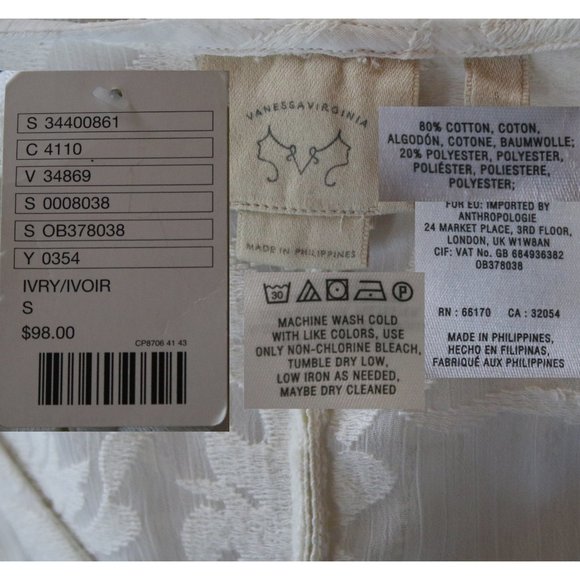 S 34400861
C 4110
V 34869
S 0008038
S OB378038
Y 0354
IVRY/IVOIR
S
$98.00
CP8706 41 43
VANESSAVIRGINIA
MADE IN PHILIPPINES
80% COTTON, COTON,
ALGODÓN, COTONE, BAUMWOLLE;
20% POLYESTER, POLYESTER,
POLIÉSTER, POLIESTERE,
POLYESTER;
FOR EU: IMPORTED BY
ANTHROPOLOGIE
24 MARKET PLACE, 3RD FLOOR,
LONDON, UK W1W8AN
CIF: VAT No. GB 684936382
OB378038
RN : 66170 CA : 32054
MADE IN PHILIPPINES,
HECHO EN FILIPINAS,
FABRIQUÉ AUX PHILIPPINES
30 P
MACHINE WASH COLD
WITH LIKE COLORS, USE
ONLY NON-CHLORINE BLEACH,
TUMBLE DRY LOW,
LOW IRON AS NEEDED,
MAYBE DRY CLEANED